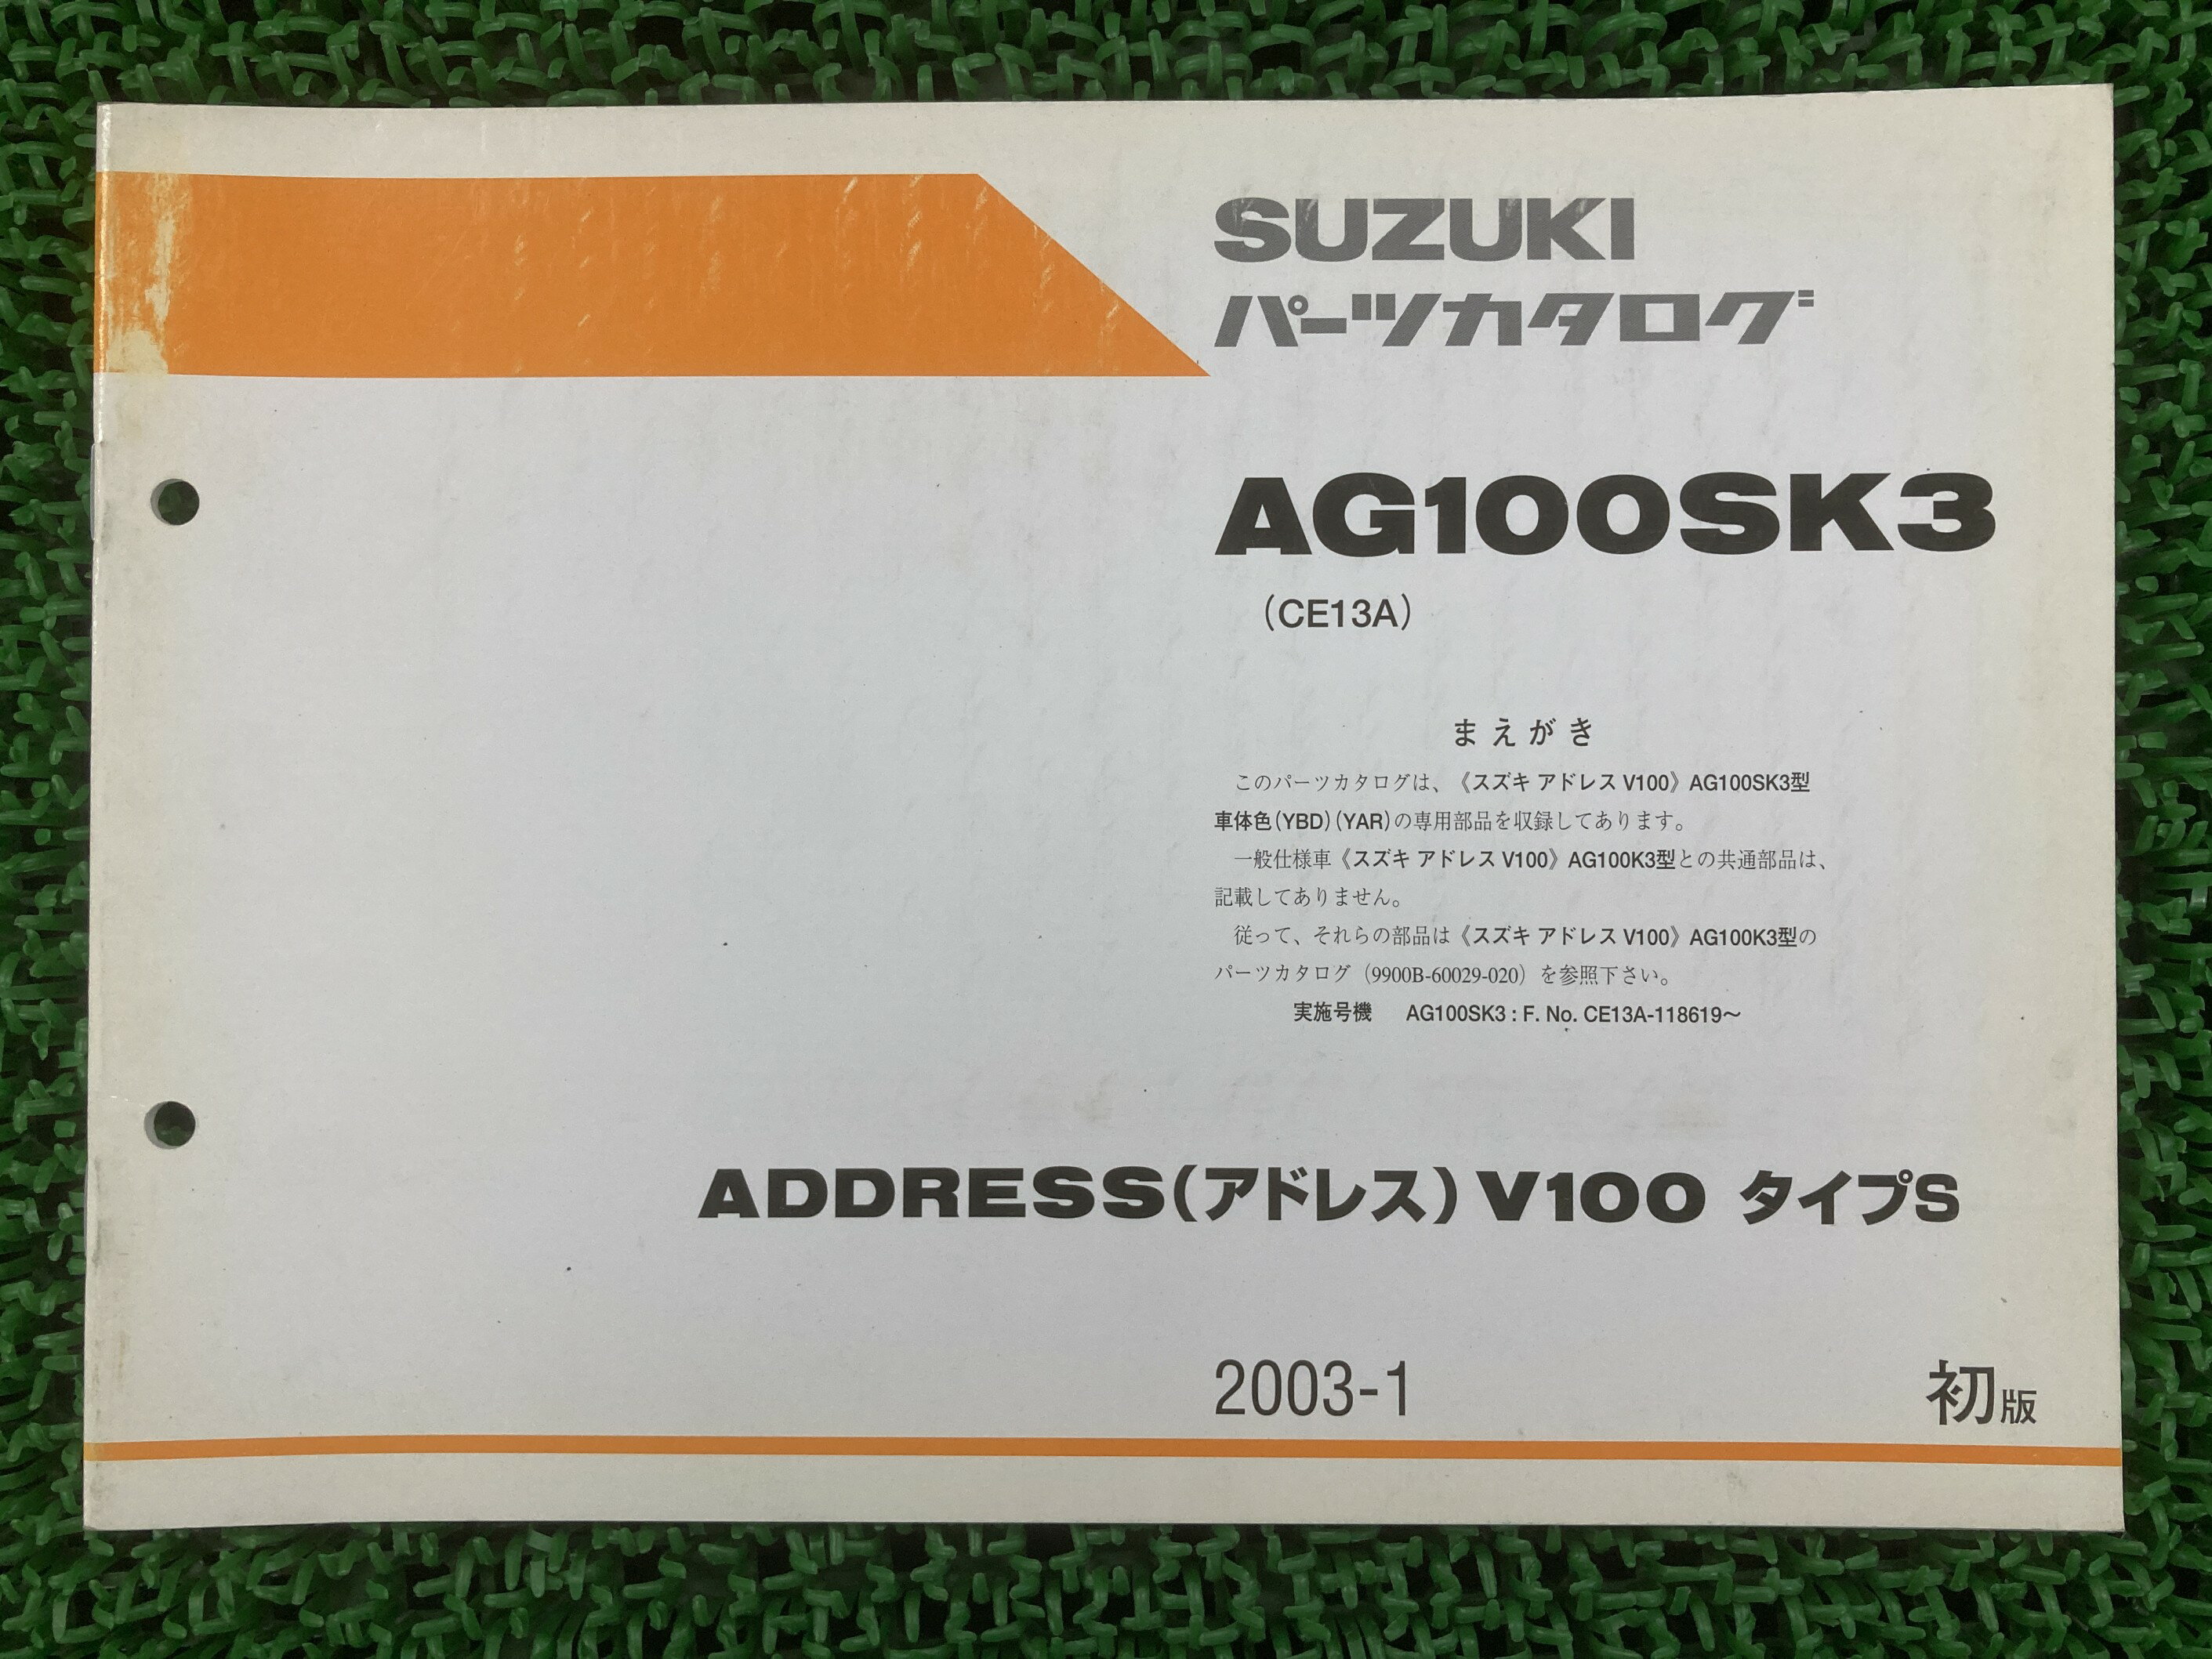 SUZUKI
パーツカタログ
AG100SK3
(CE13A)
まえがき
このパーツカタログは、《スズキ アドレス V100》AG100SK3型
車体色(YBD)(YAR)の専用部品を収録してあります。
一般仕様車《スズキ アドレス V100》AG100K3型との共通部品は、
記載してありません。
従って、それらの部品は《スズキ アドレス V100》AG100K3型の
パーツカタログ（9900B-60029-020）を参照下さい。
実施号機 AG100SK3 : F. No. CE13A-118619〜
ADDRESS(アドレス) V100 タイプS
2003-1 初版